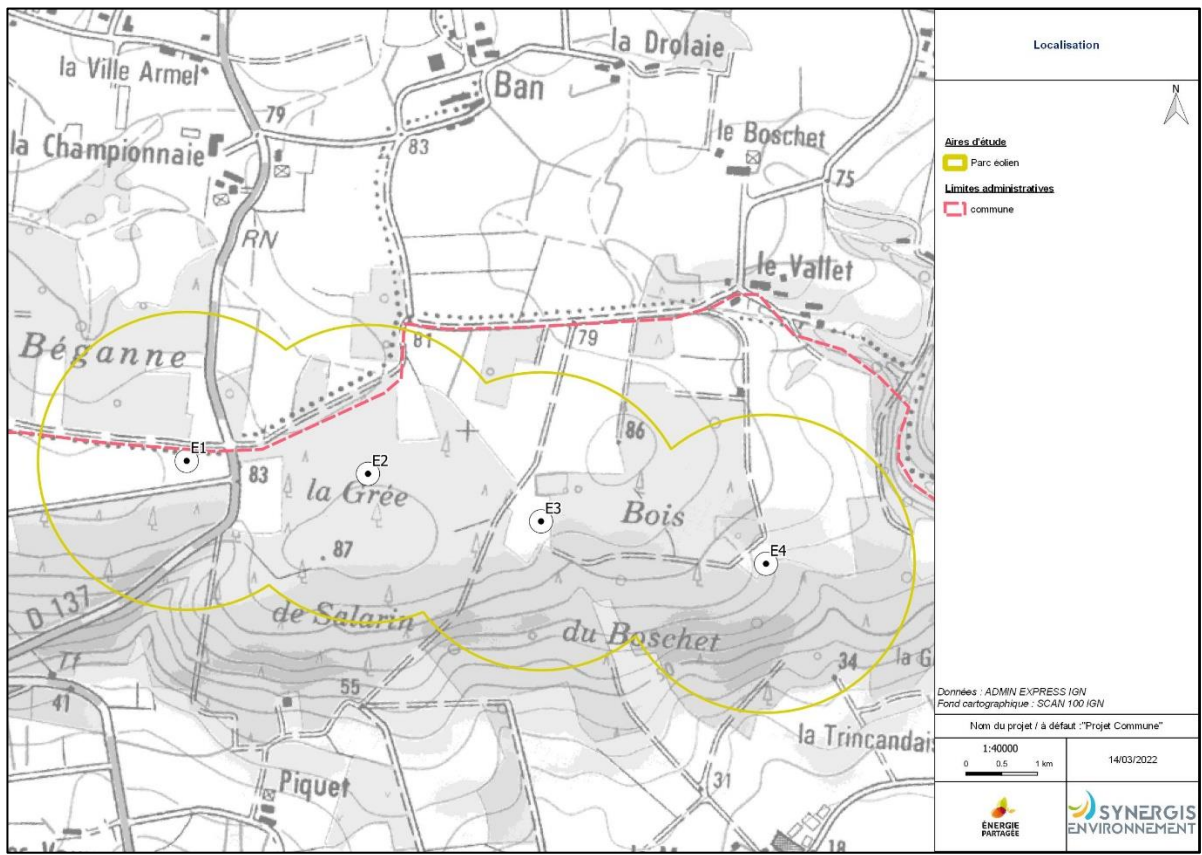 la Ville Armel
la Drolaie
Ban
79
83
la Championnaie
le Boschet
75
RN
le Vallet
81
79
Béganne
86
E1
E2
83
la Grée
E3
Bois
87
E4
D 137
de Salarin
du Boschet
34
la G
Tf
41
55
la Trincandais
Piquet
31
18
Localisation
N
Aires d'étude
Parc éolien
Limites administratives
commune
Données : ADMIN EXPRESS IGN
Fond cartographique : SCAN 100 IGN
Nom du projet / à défaut :"Projet Commune"
1:40000
0 0.5 1 km
14/03/2022
ÉNERGIE
PARTAGÉE
SYNERGIS
ENVIRONNEMENT